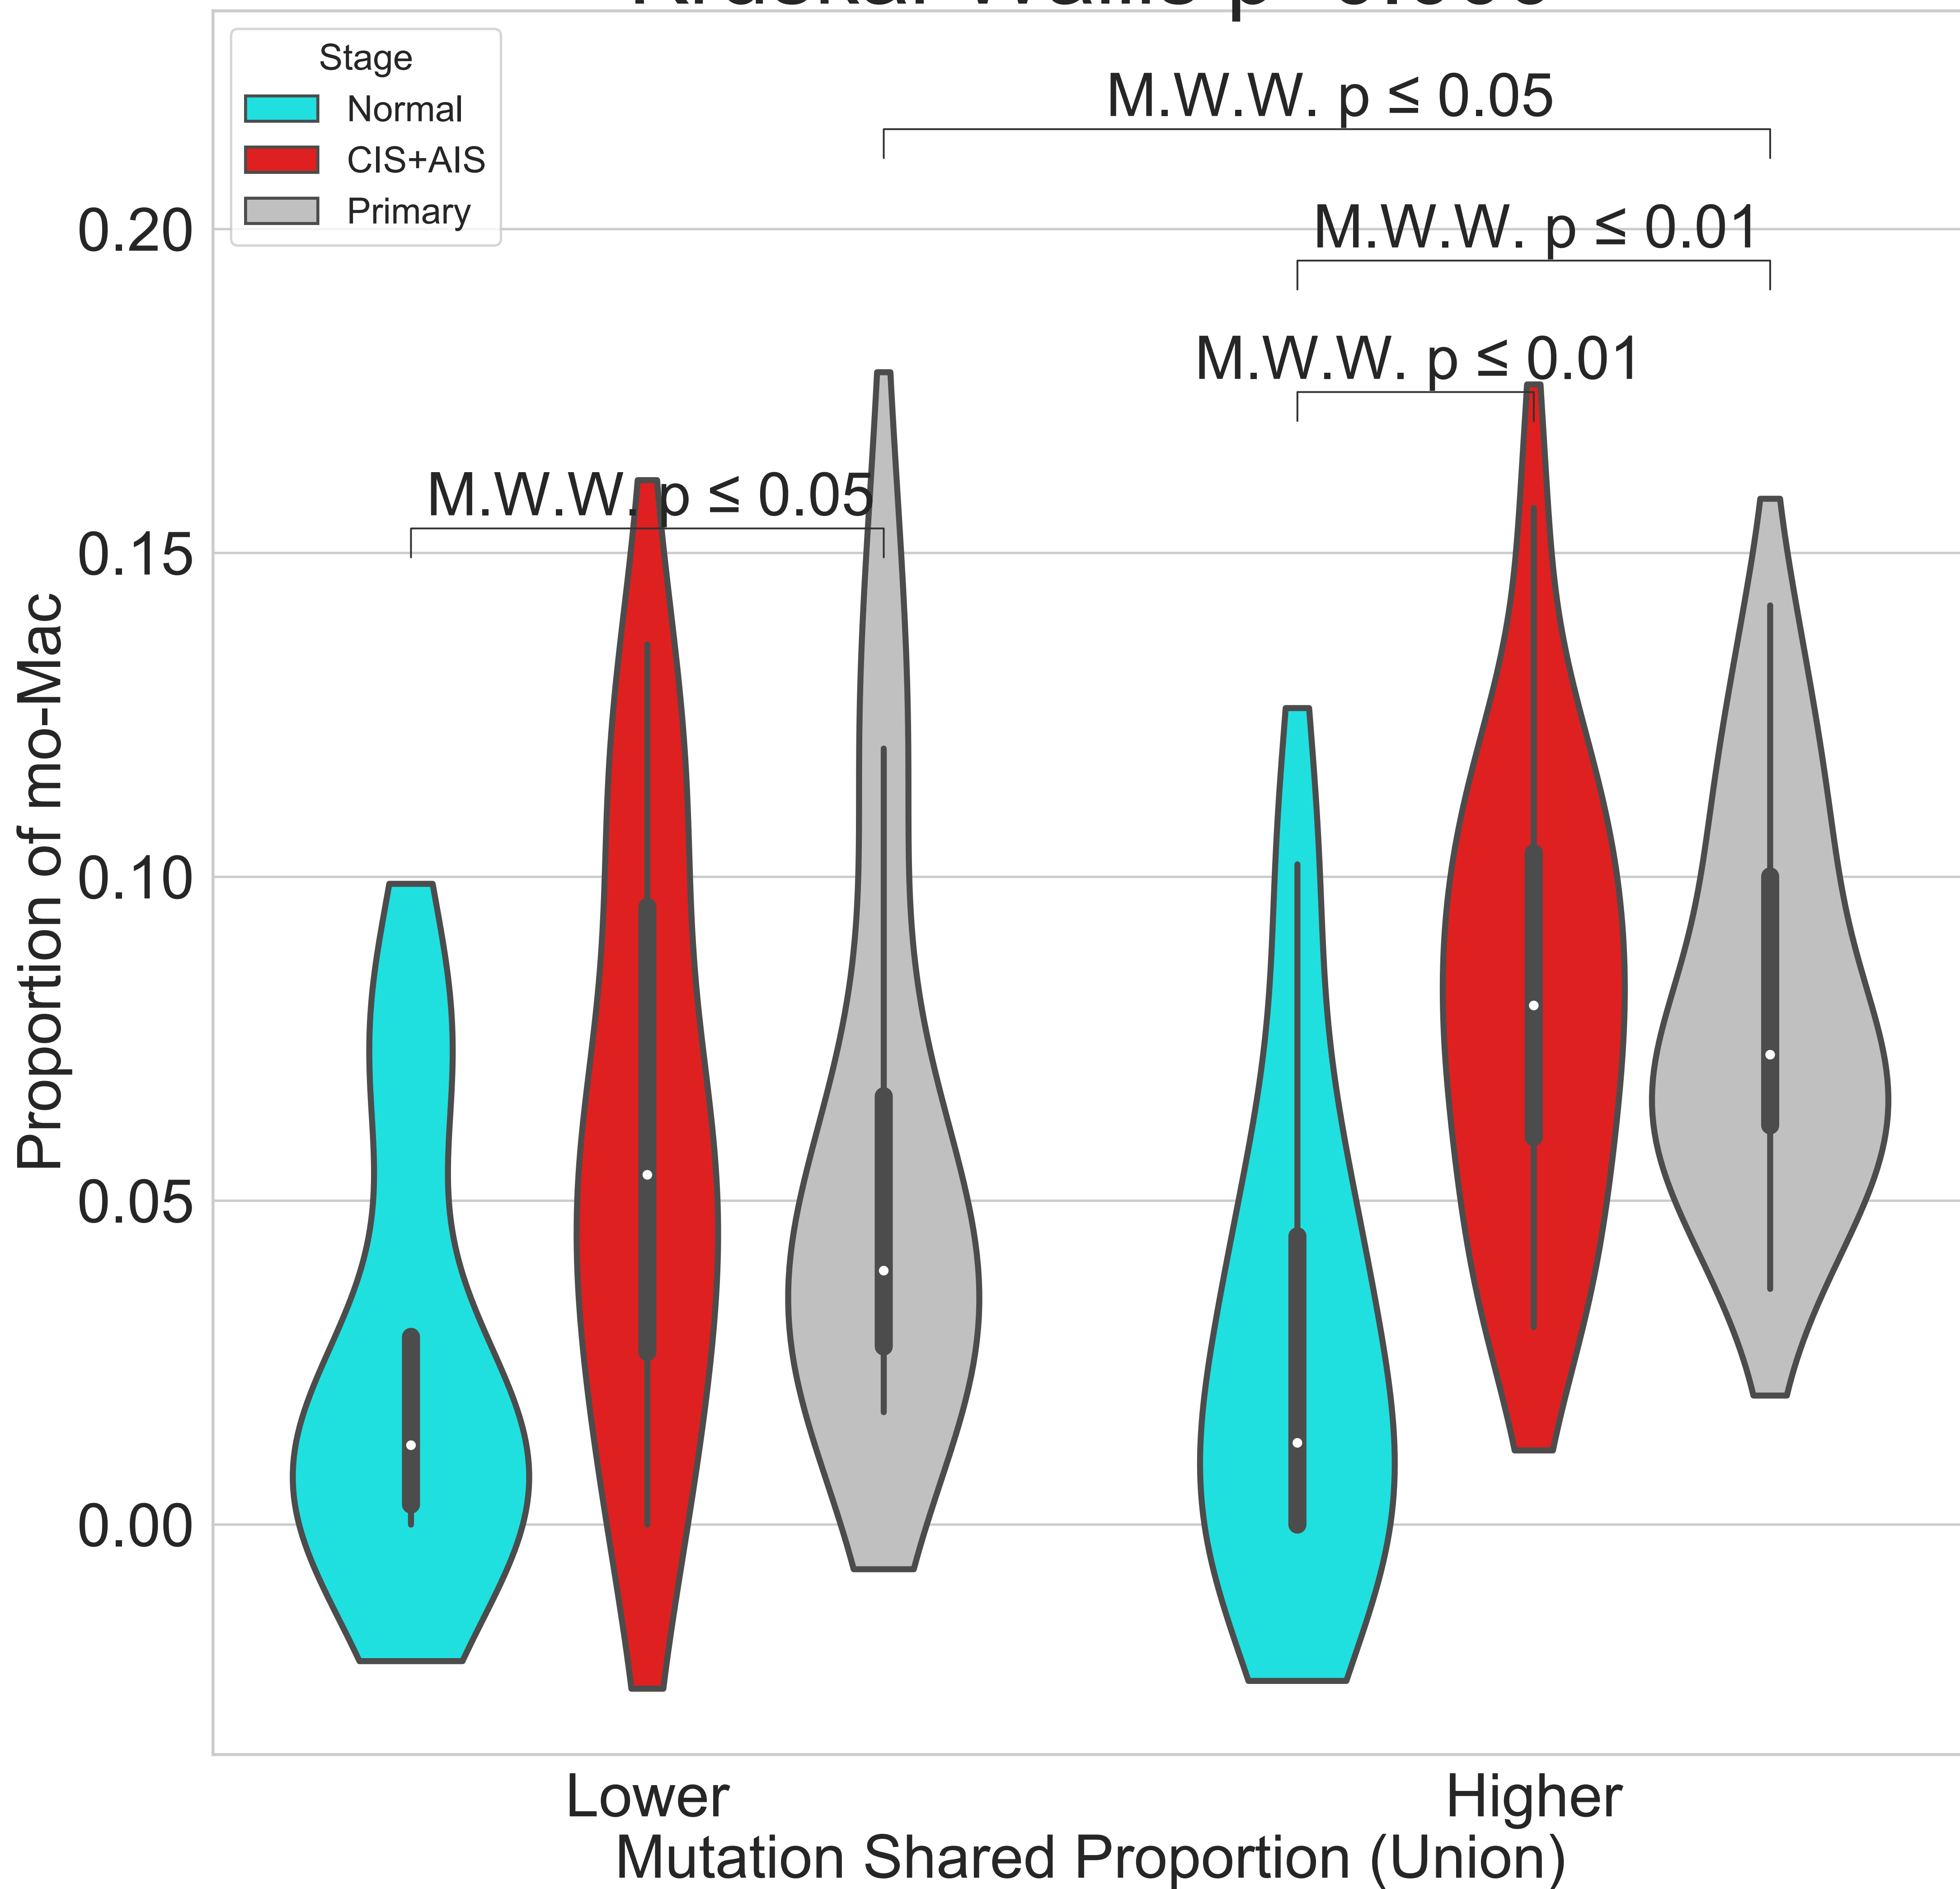 Stage
Normal
CIS+AIS
Primary
M.W.W. p ≤ 0.05
M.W.W. p ≤ 0.01
M.W.W. p ≤ 0.01
M.W.W. p ≤ 0.05
0.20
0.15
0.10
0.05
0.00
Proportion of mo-Mac
Lower
Higher
Mutation Shared Proportion (Union)